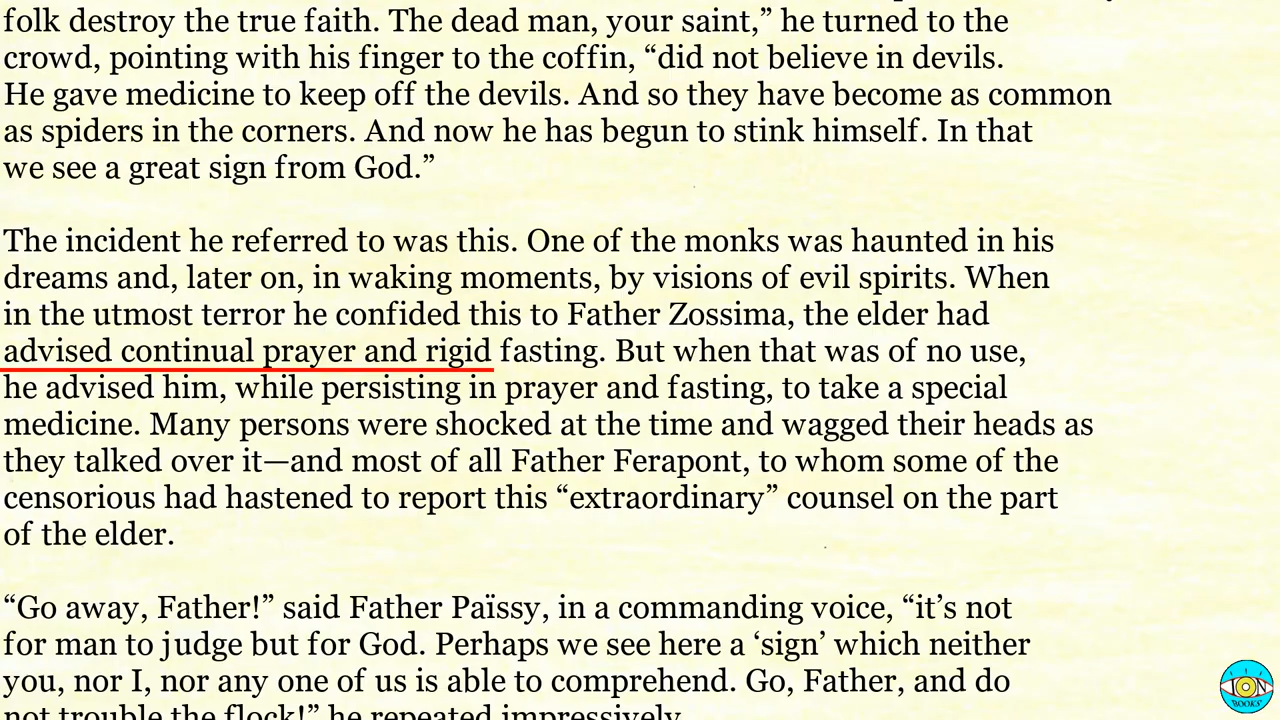 folk destroy the true faith. The dead man, your saint,” he turned to the
crowd, pointing with his finger to the coffin, “did not believe in devils.
He gave medicine to keep off the devils. And so they have become as common
as spiders in the corners. And now he has begun to stink himself. In that
we see a great sign from God.”
The incident he referred to was this. One of the monks was haunted in his
dreams and, later on, in waking moments, by visions of evil spirits. When
in the utmost terror he confided this to Father Zossima, the elder had
advised continual prayer and rigid fasting. But when that was of no use,
he advised him, while persisting in prayer and fasting, to take a special
medicine. Many persons were shocked at the time and wagged their heads as
they talked over it—and most of all Father Ferapont, to whom some of the
censorious had hastened to report this “extraordinary” counsel on the part
of the elder.
“Go away, Father!” said Father Païssy, in a commanding voice, “it’s not
for man to judge but for God. Perhaps we see here a ‘sign’ which neither
you, nor I, nor any one of us is able to comprehend. Go, Father, and do
not trouble the flock!” he repeated impressively.
ION
BOOKS